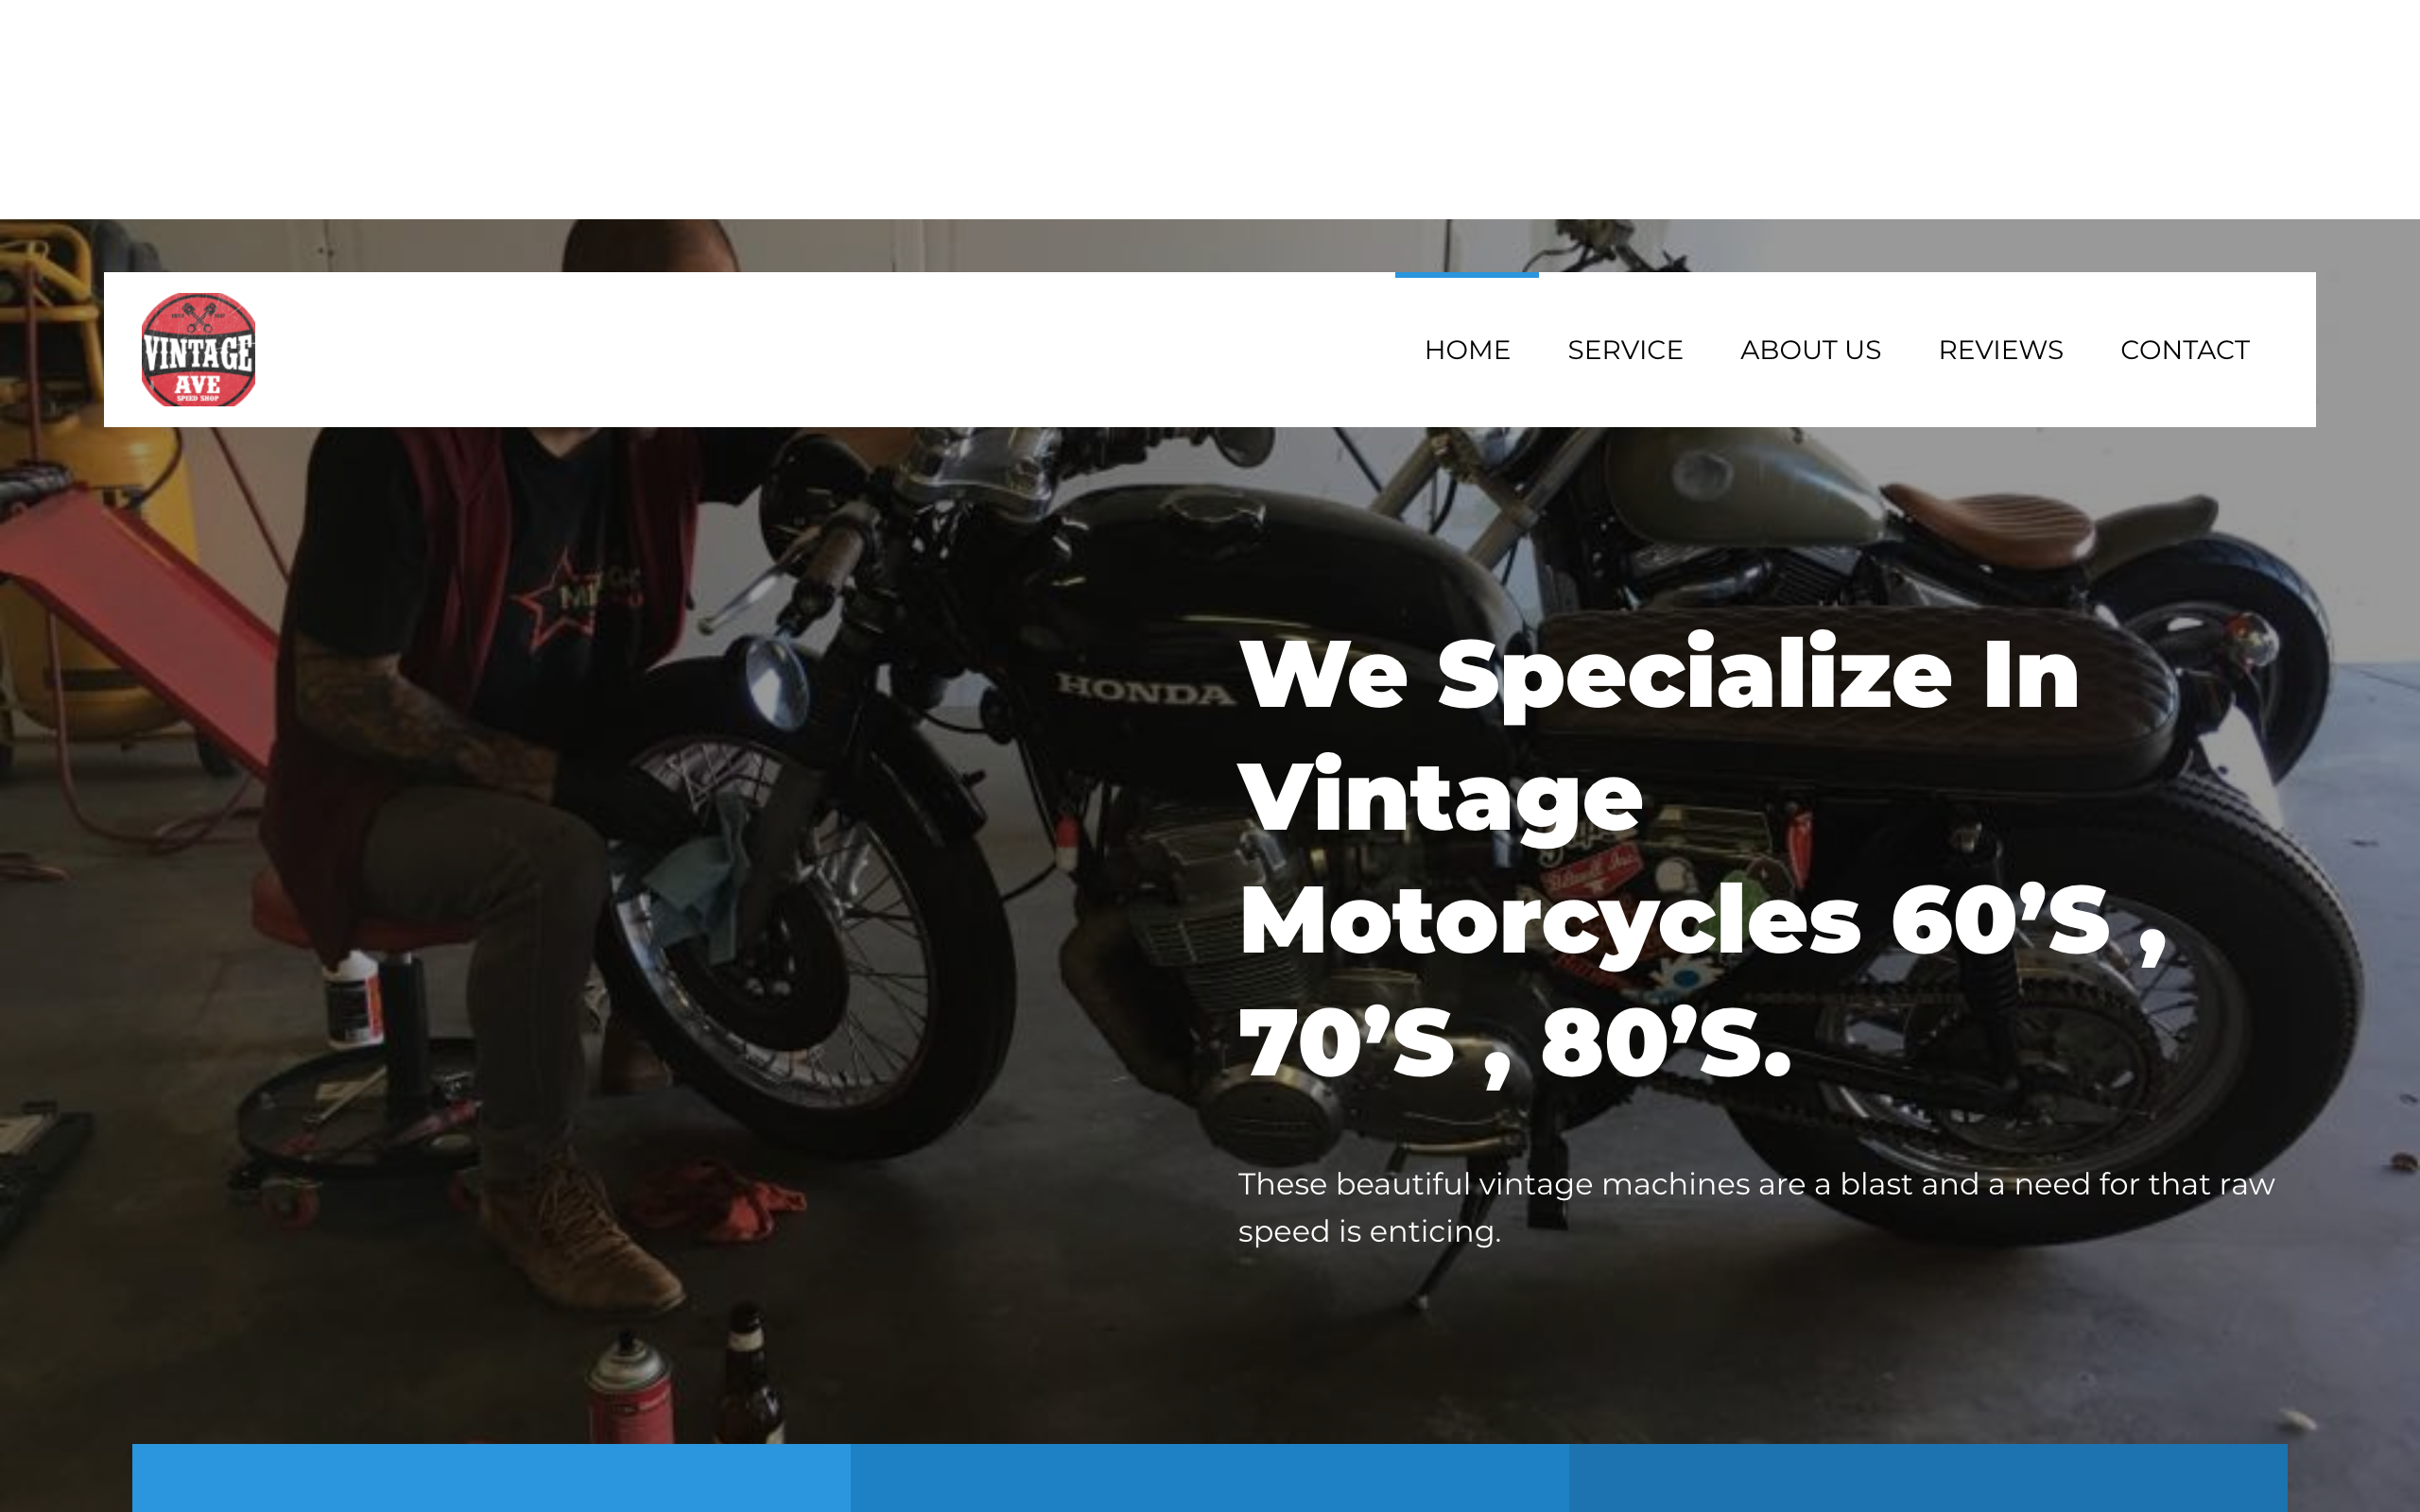 VINTAGE
AVE
SPEED SHOP
HOME SERVICE ABOUT US REVIEWS CONTACT
HONDA
We Specialize In
Vintage
Motorcycles 60’S ,
70’S , 80’S.
These beautiful vintage machines are a blast and a need for that raw
speed is enticing.